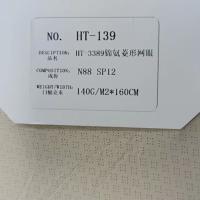 NO. HT-139
DESCRIPTION: HT-3389锦氨菱形网眼
品名
COMPOSITION: N88 SP12
成份
WEIGHT/WIDTH: 140G/M2*160CM
门幅克重